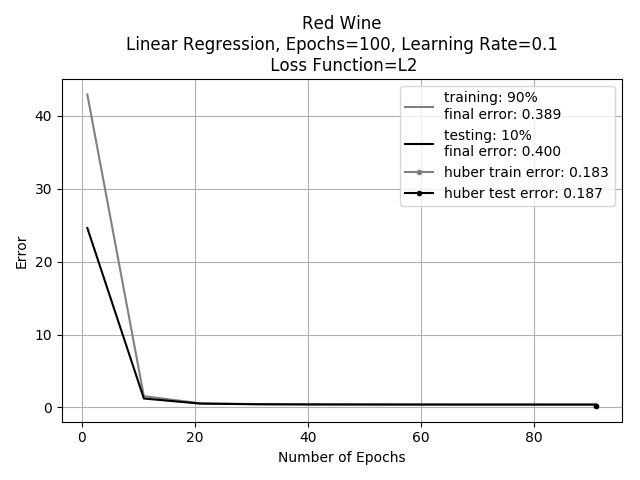 Red Wine
Linear Regression, Epochs=100, Learning Rate=0.1
Loss Function=L2
training: 90%
final error: 0.389
testing: 10%
final error: 0.400
huber train error: 0.183
huber test error: 0.187
Error
40
30
20
10
0
0 20 40 60 80
Number of Epochs